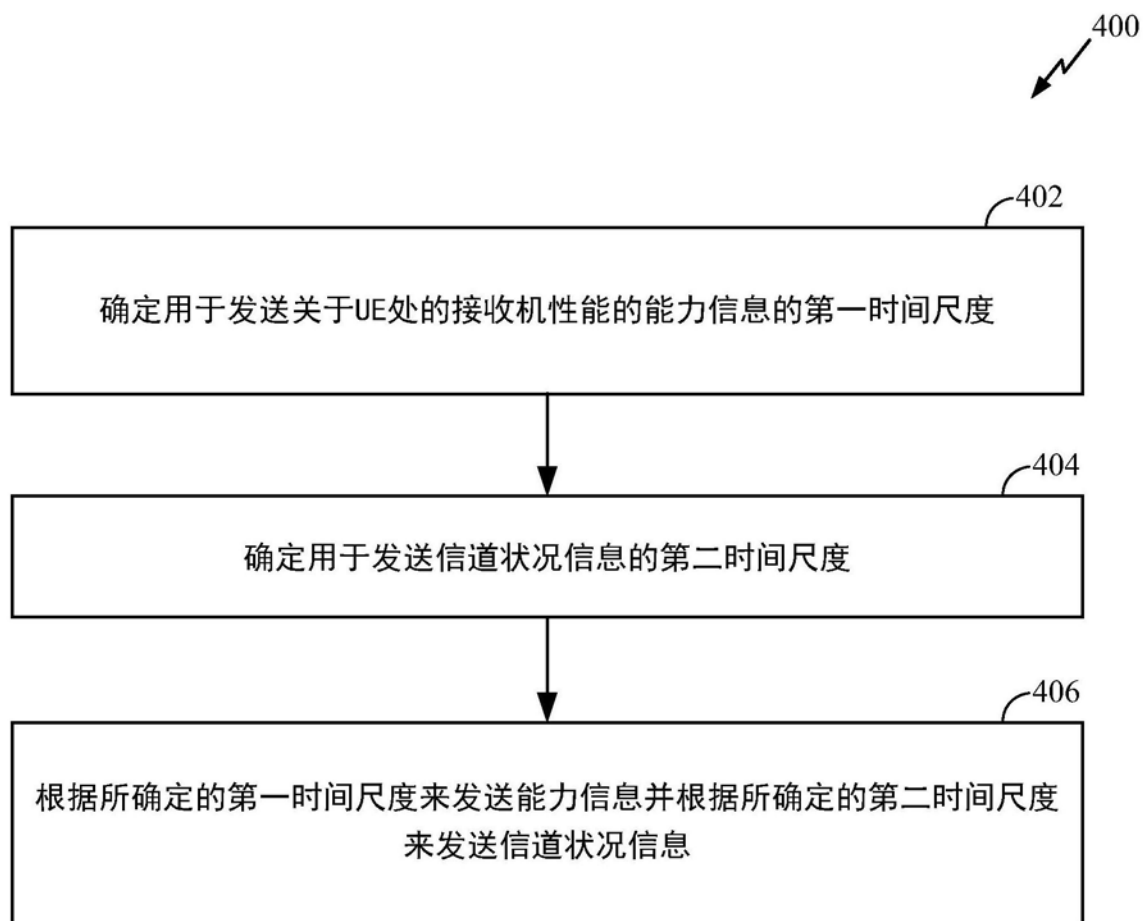 400
402
确定用于发送关于UE处的接收机性能的能力信息的第一时间尺度
404
确定用于发送信道状况信息的第二时间尺度
406
根据所确定的第一时间尺度来发送能力信息并根据所确定的第二时间尺度
来发送信道状况信息